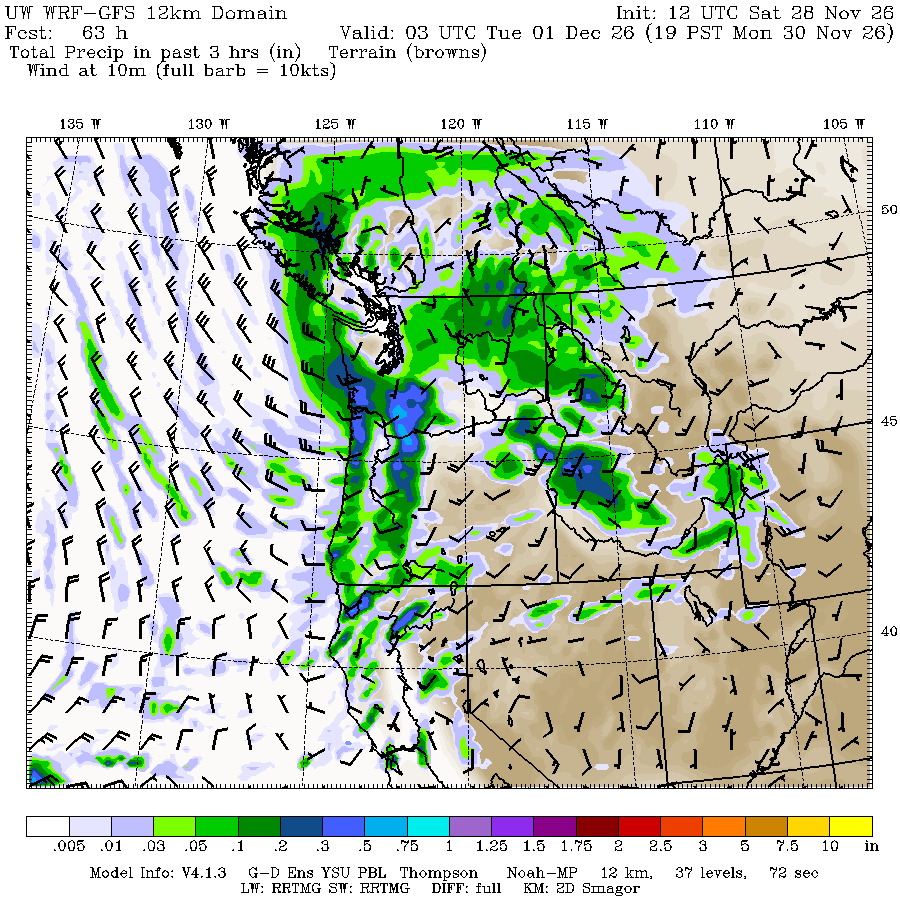 UW WRF-GFS 12km Domain Init: 12 UTC Sat 28 Nov 26
Fcst: 63 h Valid: 03 UTC Tue 01 Dec 26 (19 PST Mon 30 Nov 26)
Total Precip in past 3 hrs (in) Terrain (browns)
Wind at 10m (full barb = 10kts)
135 W 130 W 125 W 120 W 115 W 110 W 105 W
50
45
40
.005 .01 .03 .05 .1 .2 .3 .5 .75 1 1.25 1.5 1.75 2 2.5 3 5 7.5 10 in
Model Info: V4.1.3 G-D Ens YSU PBL Thompson Noah-MP 12 km, 37 levels, 72 sec
LW: RRTMG SW: RRTMG DIFF: full KM: 2D Smagor